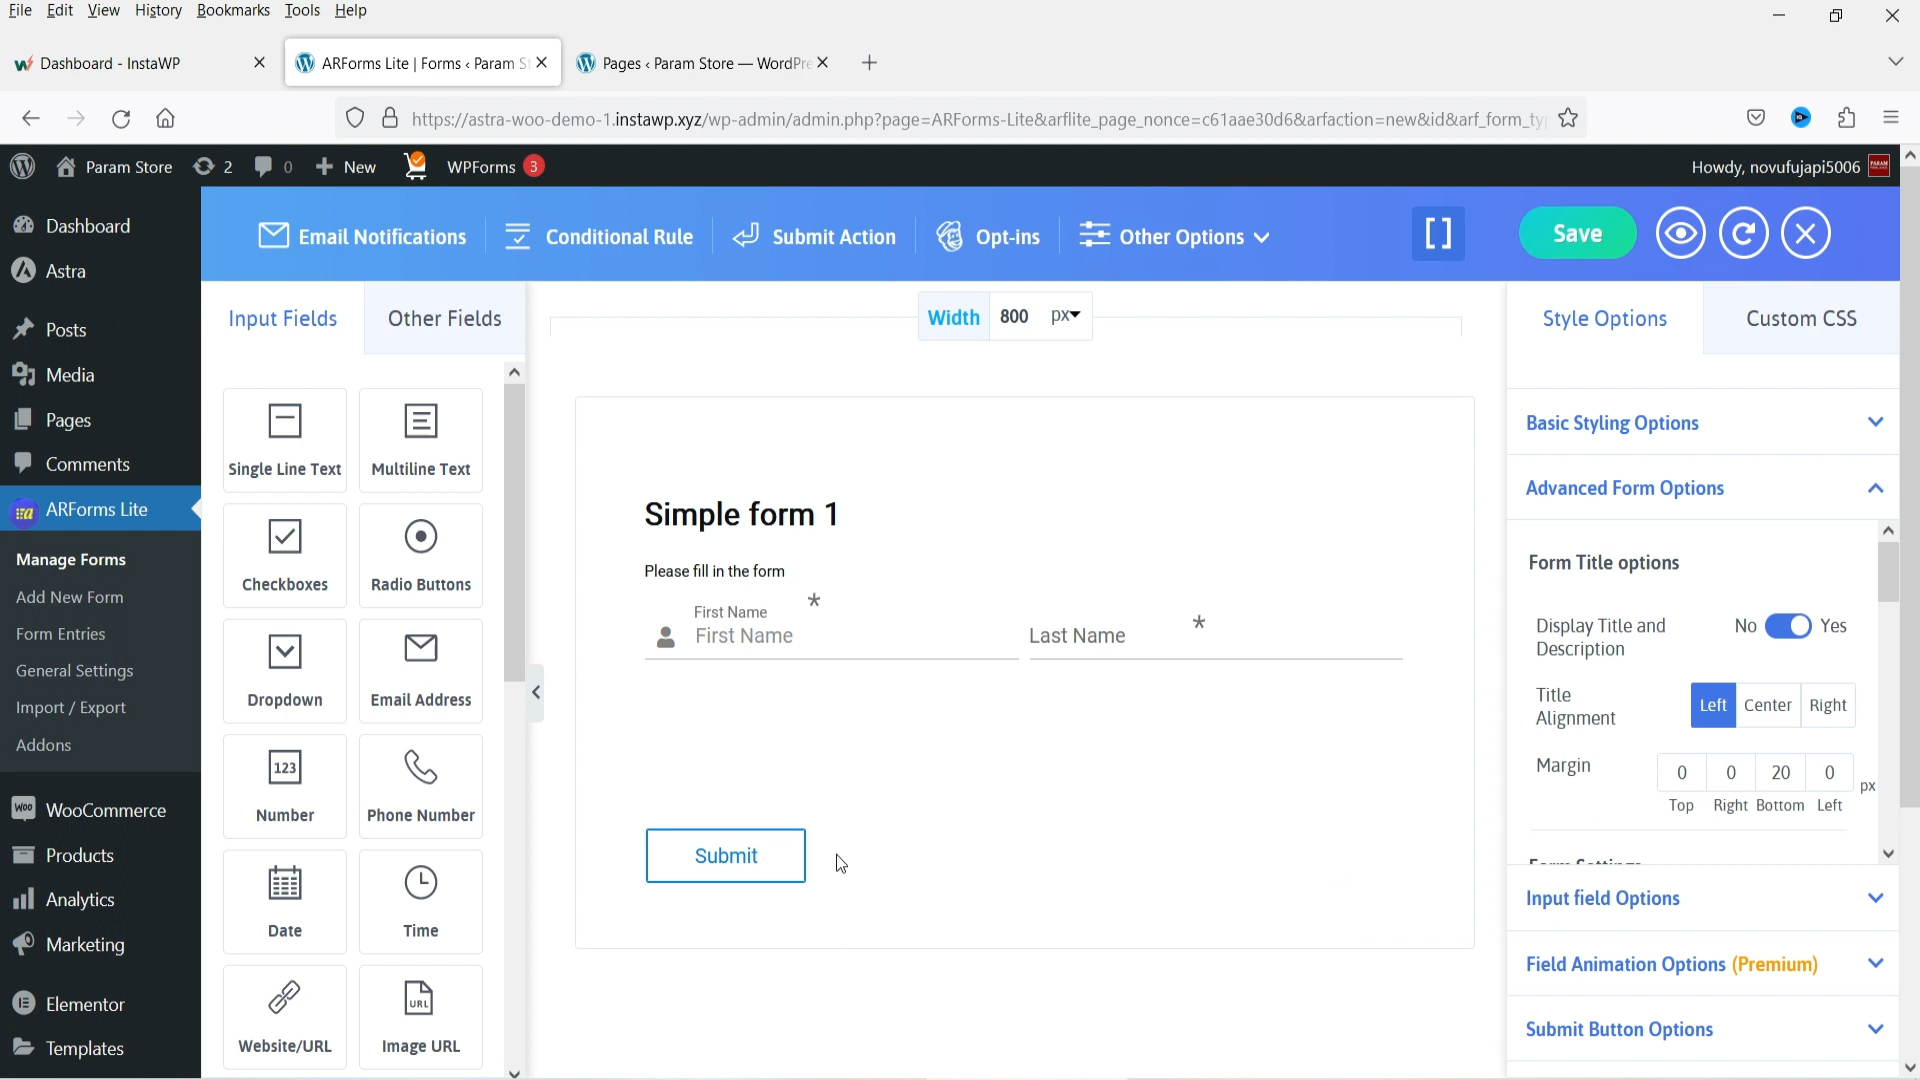 File Edit View History Bookmarks Tools Help
Dashboard - InstaWP
ARForms Lite | Forms ‹ Param St
Pages ‹ Param Store — WordPre
https://astra-woo-demo-1.instawp.xyz/wp-admin/admin.php?page=ARForms-Lite&arflite_page_nonce=c61aae30d6&arfaction=new&id&arf_form_ty
Param Store 2 0 New WPForms 3 Howdy, novufujapi5006
Dashboard
Astra
Posts
Media
Pages
Comments
ARForms Lite
Manage Forms
Add New Form
Form Entries
General Settings
Import / Export
Addons
WooCommerce
Products
Analytics
Marketing
Elementor
Templates
Email Notifications Conditional Rule Submit Action Opt-ins Other Options [ ] Save
Input Fields Other Fields
Single Line Text Multiline Text
Checkboxes Radio Buttons
Dropdown Email Address
123
Number Phone Number
Date Time
URL
Website/URL Image URL
Width 800 px
Simple form 1
Please fill in the form
First Name *
First Name
Last Name *
Submit
Style Options Custom CSS
Basic Styling Options
Advanced Form Options
Form Title options
Display Title and
Description
No Yes
Title
Alignment
Left Center Right
Margin
0 0 20 0 px
Top Right Bottom Left
Form Settings
Input field Options
Field Animation Options (Premium)
Submit Button Options